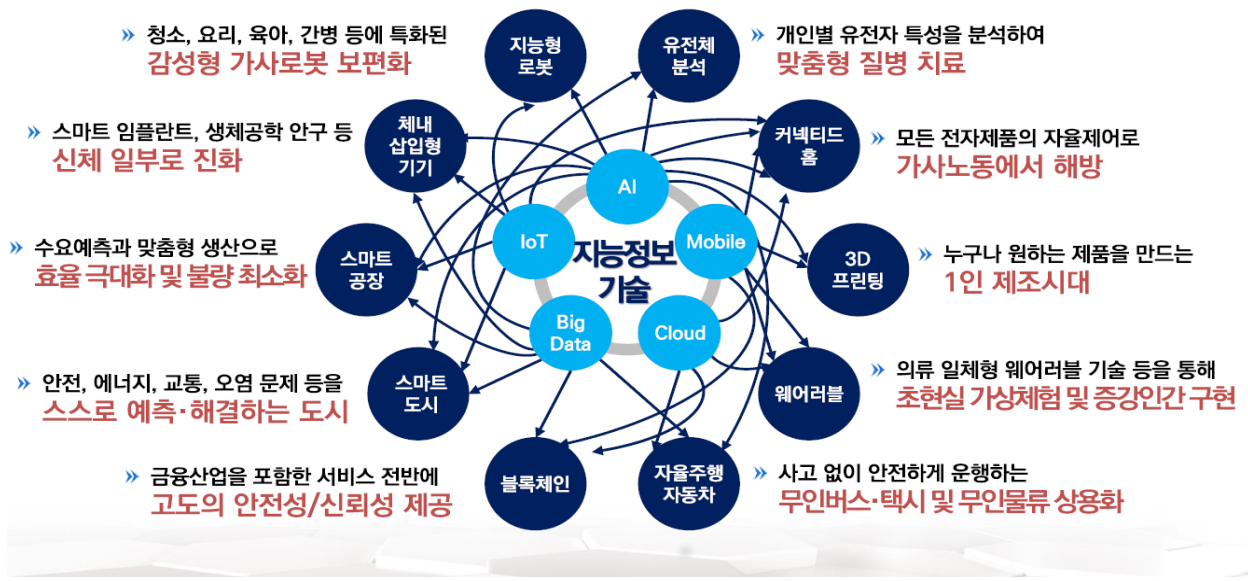 » 청소, 요리, 육아, 간병 등에 특화된
감성형 가사로봇 보편화
지능형
로봇
유전체
분석
» 개인별 유전자 특성을 분석하여
맞춤형 질병 치료
» 스마트 임플란트, 생체공학 안구 등
신체 일부로 진화
체내
삽입형
기기
커넥티드
홈
» 모든 전자제품의 자율제어로
가사노동에서 해방
AI
IoT
Mobile
지능정보
기술
» 수요예측과 맞춤형 생산으로
효율 극대화 및 불량 최소화
스마트
공장
3D
프린팅
» 누구나 원하는 제품을 만드는
1인 제조시대
Big
Data
Cloud
» 안전, 에너지, 교통, 오염 문제 등을
스스로 예측·해결하는 도시
스마트
도시
웨어러블
» 의류 일체형 웨어러블 기술 등을 통해
초현실 가상체험 및 증강인간 구현
» 금융산업을 포함한 서비스 전반에
고도의 안전성/신뢰성 제공
블록체인
자율주행
자동차
» 사고 없이 안전하게 운행하는
무인버스·택시 및 무인물류 상용화